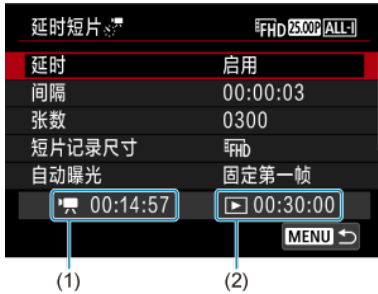 延时短片 FHD 25.00P ALL-I
延时 启用
间隔 00:00:03
张数 0300
短片记录尺寸 FHD
自动曝光 固定第一帧
00:14:57 00:30:00
MENU
(1) (2)